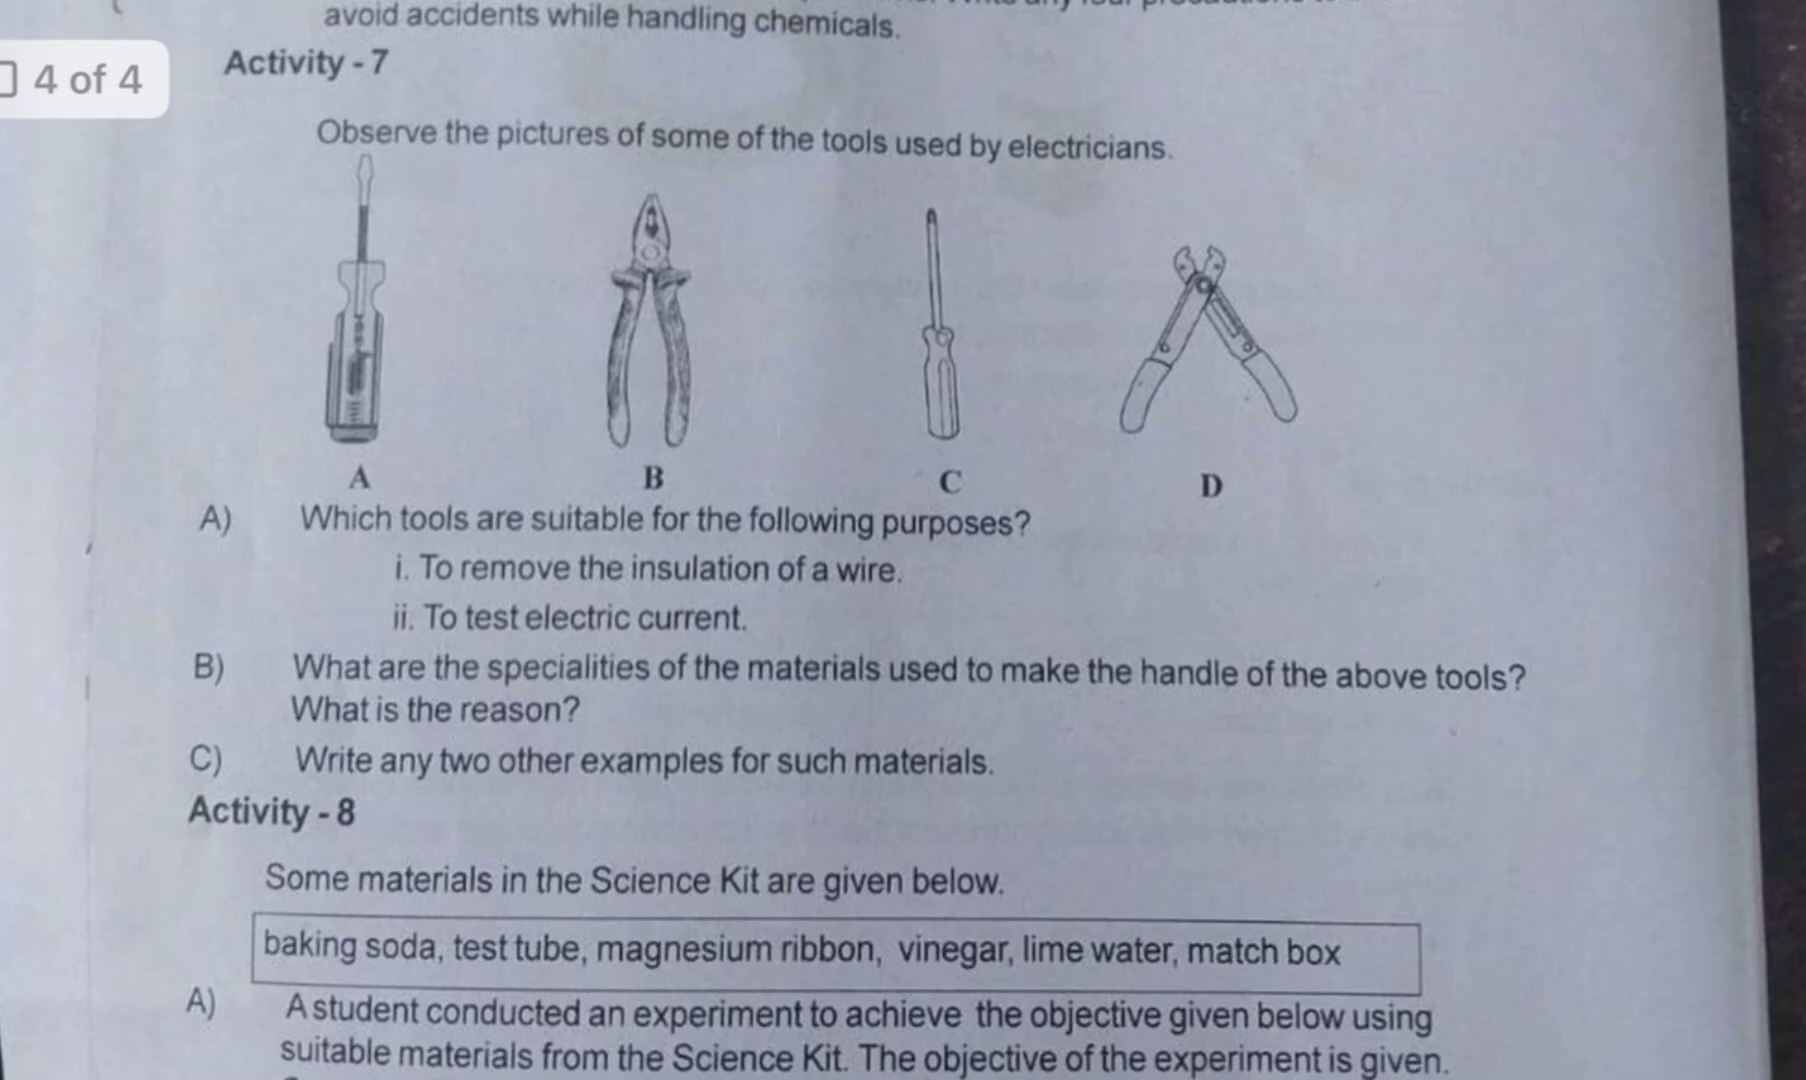 avoid accidents while handling chemicals.
Activity - 7
4 of 4
Observe the pictures of some of the tools used by electricians.
A B C D
A) Which tools are suitable for the following purposes?
i. To remove the insulation of a wire.
ii. To test electric current.
B) What are the specialities of the materials used to make the handle of the above tools?
What is the reason?
C) Write any two other examples for such materials.
Activity - 8
Some materials in the Science Kit are given below.
baking soda, test tube, magnesium ribbon, vinegar, lime water, match box
A) A student conducted an experiment to achieve the objective given below using
suitable materials from the Science Kit. The objective of the experiment is given.